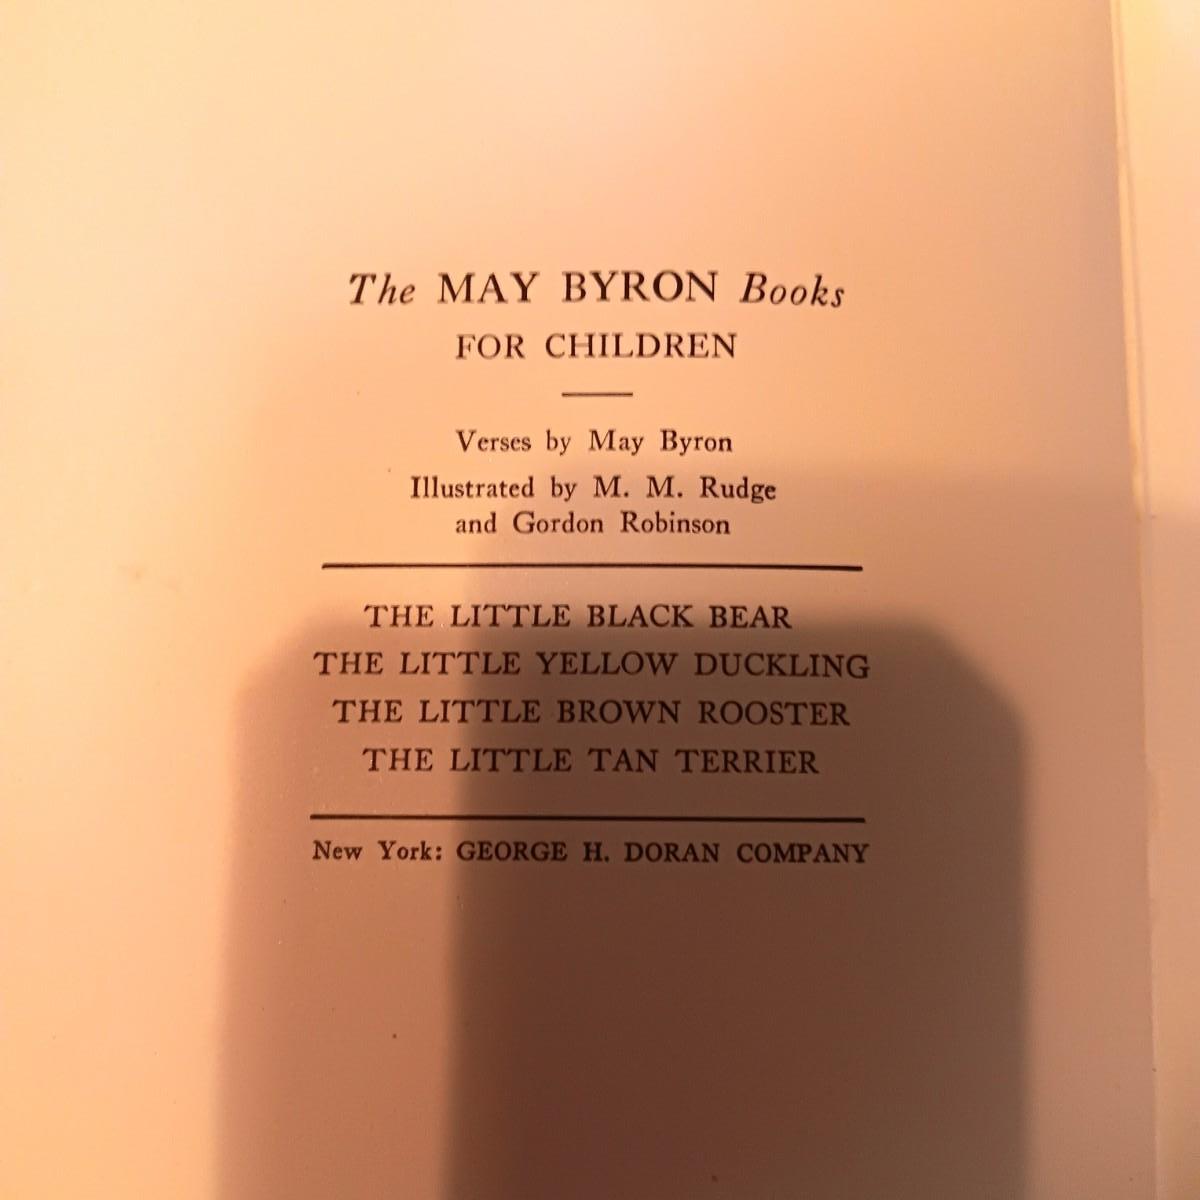 The MAY BYRON Books
FOR CHILDREN
Verses by May Byron
Illustrated by M. M. Rudge
and Gordon Robinson
THE LITTLE BLACK BEAR
THE LITTLE YELLOW DUCKLING
THE LITTLE BROWN ROOSTER
THE LITTLE TAN TERRIER
New York: GEORGE H. DORAN COMPANY